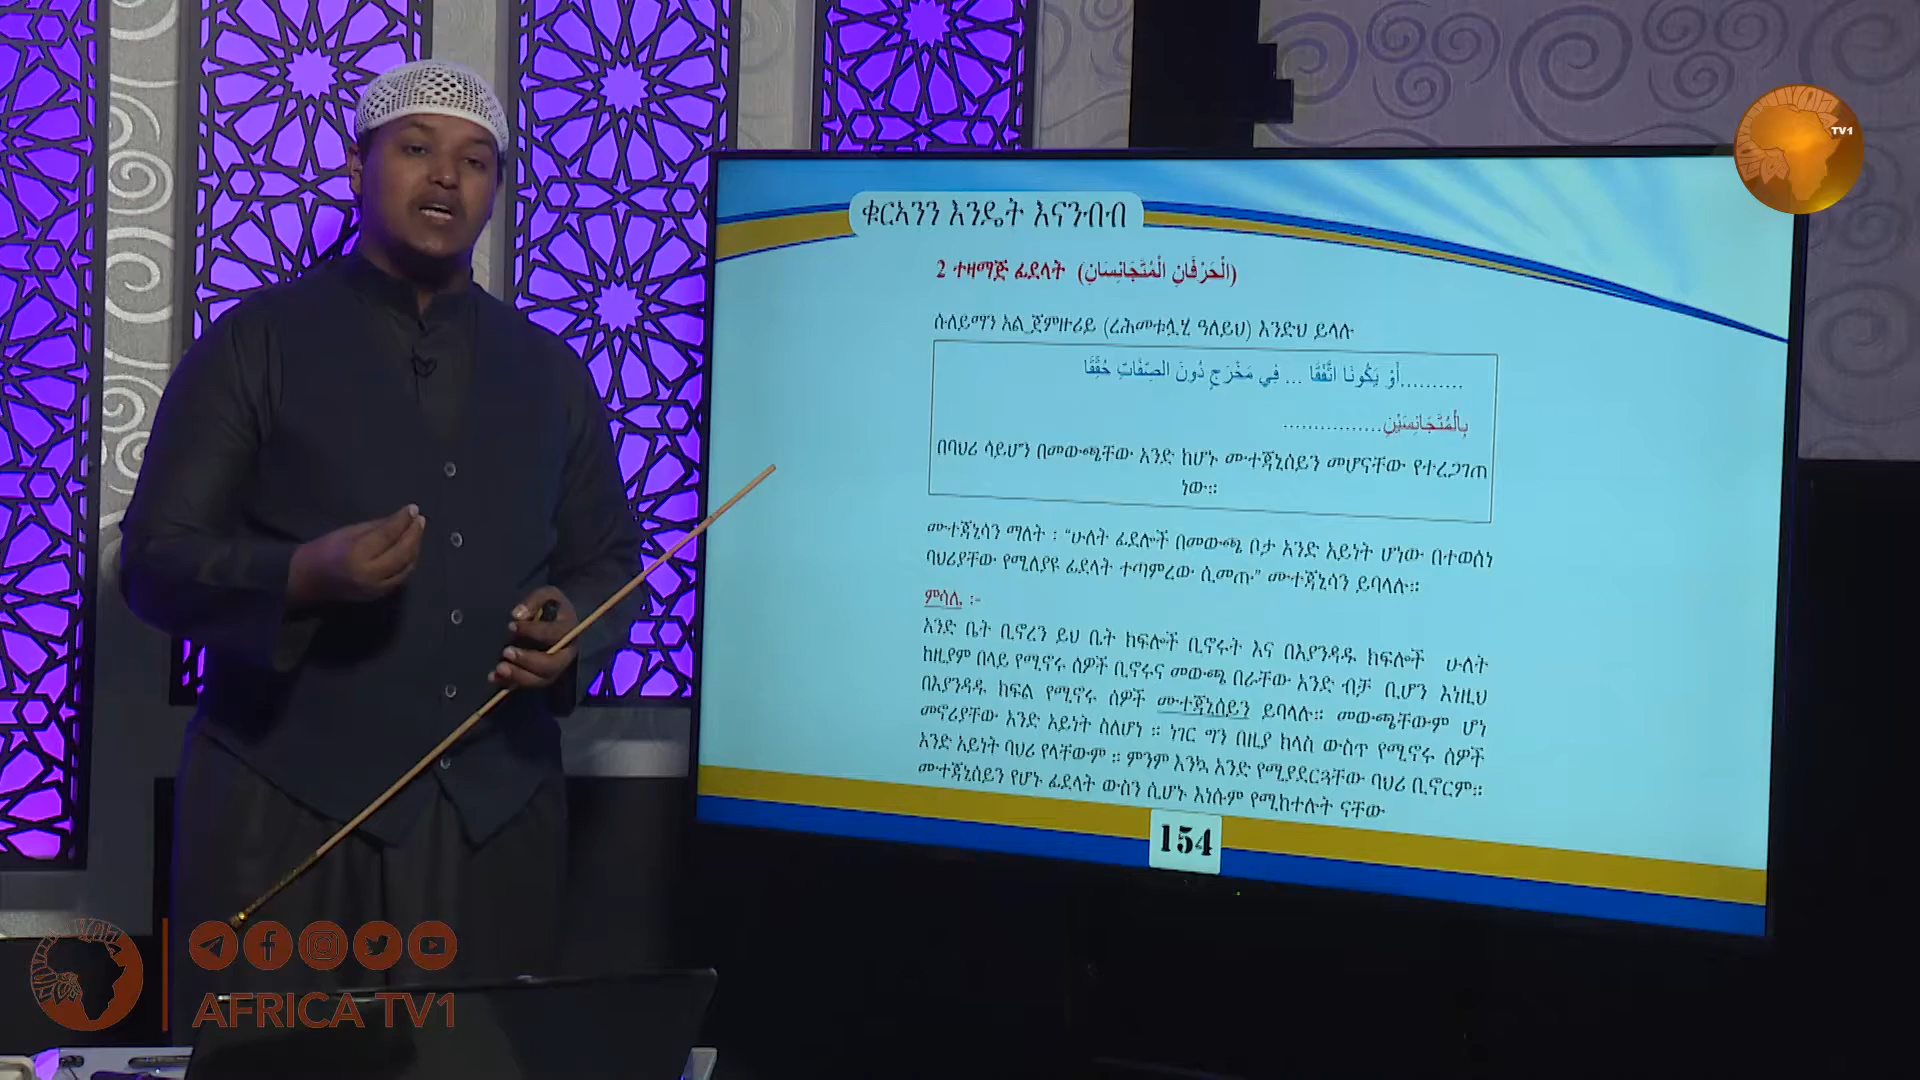 TV1
ቁርኣንን እንዴት እናንብብ
2 ተዛማጅ ፊደላት (الْحَرْفَانِ الْمُتَجَانِسَانِ)
ሱለይማን አል_ጀምዙሪይ (ረሕመቱሏሂ ዓለይህ) እንድህ ይላሉ
..........أَوْ يَكُونَا اتَّفَقَا ... فِي مَخْرَجٍ دُونَ الصِّفَاتِ حُقِّقَا
بِالْمُتَجَانِسَيْنِ................
በባህሪ ሳይሆን በመውጫቸው አንድ ከሆኑ ሙተጃኒሰይን መሆናቸው የተረጋገጠ
ነው።
ሙተጃኒሳን ማለት ፡ “ሁለት ፊደሎች በመውጫ ቦታ አንድ አይነት ሆነው በተወሰነ
ባህሪያቸው የሚለያዩ ፊደላት ተጣምረው ሲመጡ” ሙተጃኒሳን ይባላሉ።
ምሳሌ ፡-
አንድ ቤት ቢኖረን ይህ ቤት ክፍሎች ቢኖሩት እና በእያንዳዱ ክፍሎች ሁለት
ከዚያም በላይ የሚኖሩ ሰዎች ቢኖሩና መውጫ በራቸው አንድ ብቻ ቢሆን እነዚህ
በእያንዳዱ ክፍል የሚኖሩ ሰዎች ሙተጃኒሰይን ይባላሉ። መውጫቸውም ሆነ
መኖሪያቸው አንድ አይነት ስለሆነ ። ነገር ግን በዚያ ክላስ ውስጥ የሚኖሩ ሰዎች
አንድ አይነት ባህሪ የላቸውም ። ምንም እንኳ አንድ የሚያደርጓቸው ባህሪ ቢኖርም።
ሙተጃኒሰይን የሆኑ ፊደላት ውስን ሲሆኑ እነሱም የሚከተሉት ናቸው
154
AFRICA TV1